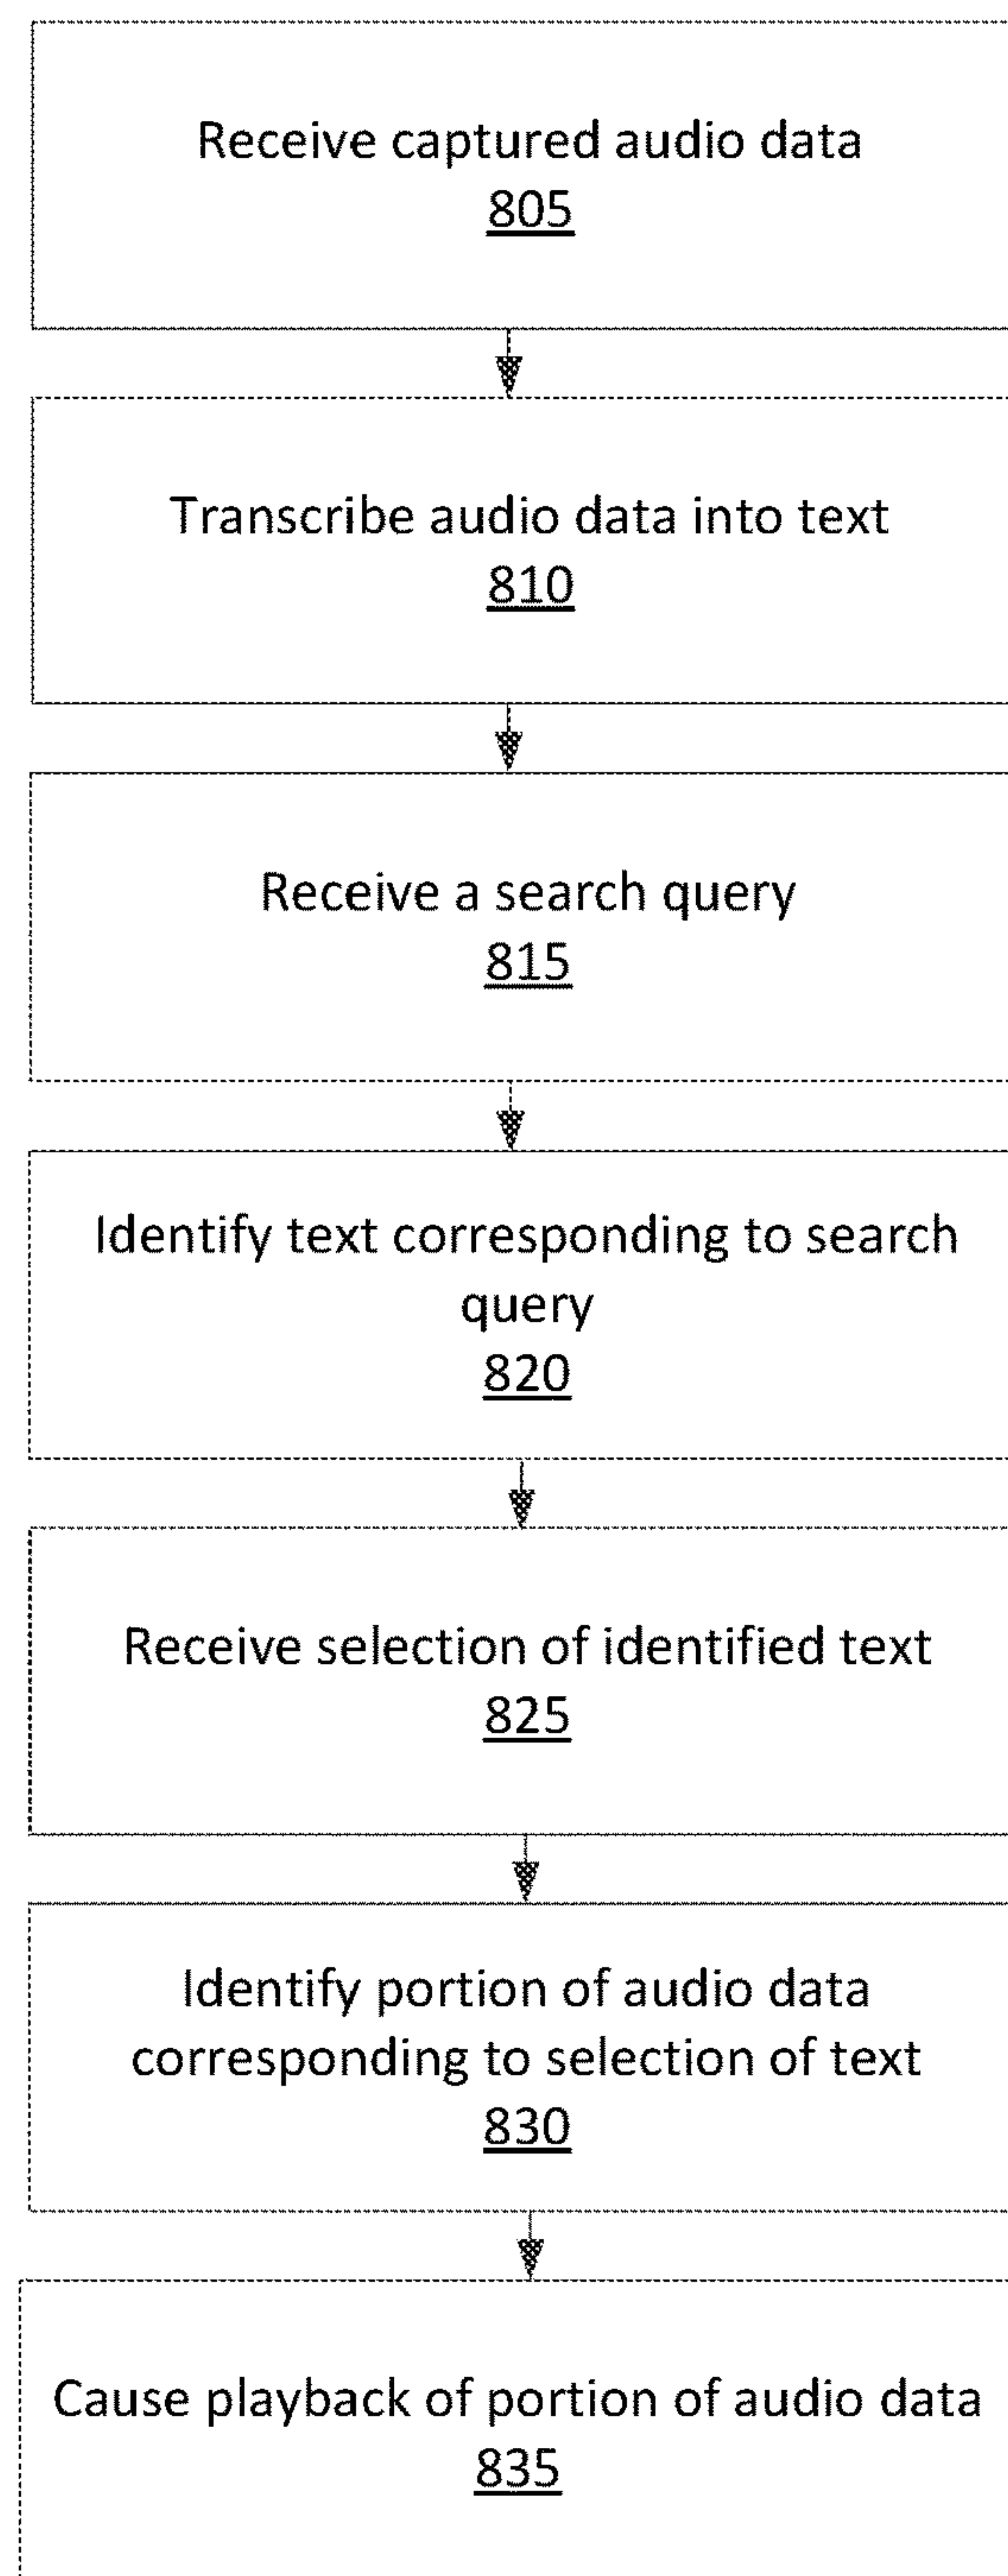 Receive captured audio data
805
Transcribe audio data into text
810
Receive a search query
815
Identify text corresponding to search
query
820
Receive selection of identified text
825
Identify portion of audio data
corresponding to selection of text
830
Cause playback of portion of audio data
835